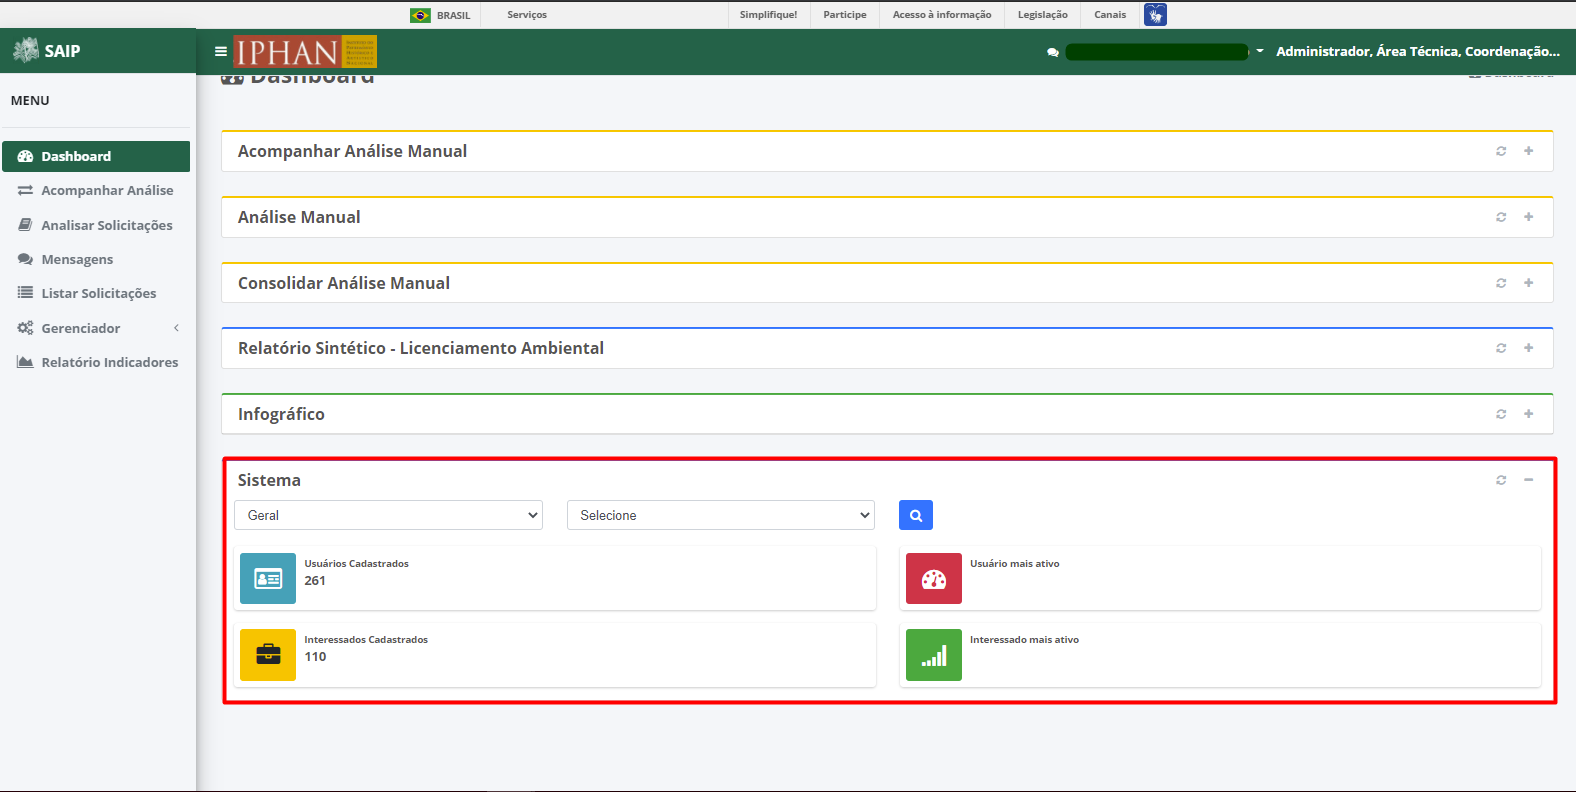 BRASIL Serviços Simplifique! Participe Acesso à informação Legislação Canais
SAIP
IPHAN
Administrador, Área Técnica, Coordenação...
MENU
Dashboard
Acompanhar Análise
Analisar Solicitações
Mensagens
Listar Solicitações
Gerenciador
Relatório Indicadores
Dashboard
Dashboard
Acompanhar Análise Manual
Análise Manual
Consolidar Análise Manual
Relatório Sintético - Licenciamento Ambiental
Infográfico
Sistema
Geral Selecione
Usuários Cadastrados
261
Usuário mais ativo
Interessados Cadastrados
110
Interessado mais ativo